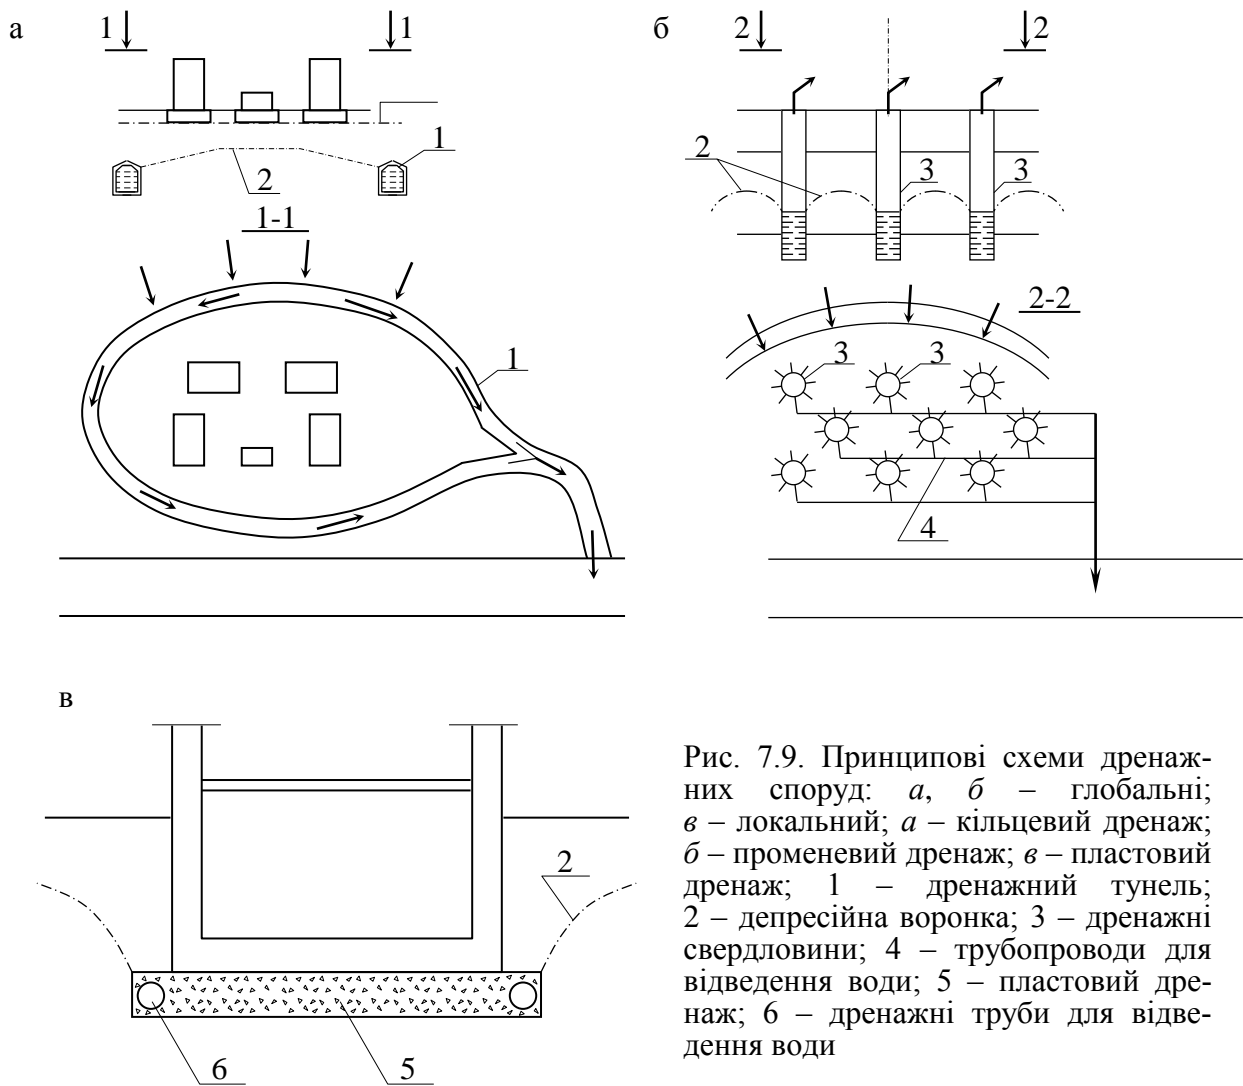 а
1
1
1
2
1-1
1
б
2
2
2
3
3
2-2
3
3
4
в
2
6
5
Рис. 7.9. Принципові схеми дренаж-
них споруд: а, б – глобальні;
в – локальний; а – кільцевий дренаж;
б – променевий дренаж; в – пластовий
дренаж; 1 – дренажний тунель;
2 – депресійна воронка; 3 – дренажні
свердловини; 4 – трубопроводи для
відведення води; 5 – пластовий дре-
наж; 6 – дренажні труби для відве-
дення води